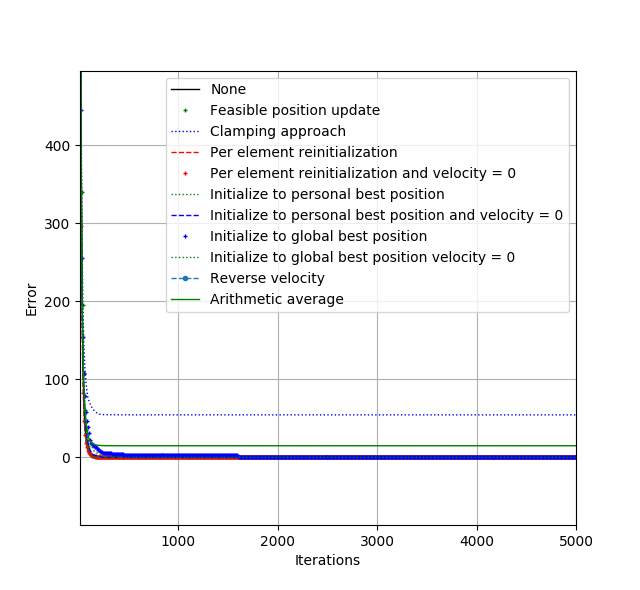 None
Feasible position update
Clamping approach
Per element reinitialization
Per element reinitialization and velocity = 0
Initialize to personal best position
Initialize to personal best position and velocity = 0
Initialize to global best position
Initialize to global best position velocity = 0
Reverse velocity
Arithmetic average
400
300
200
100
0
Error
1000 2000 3000 4000 5000
Iterations